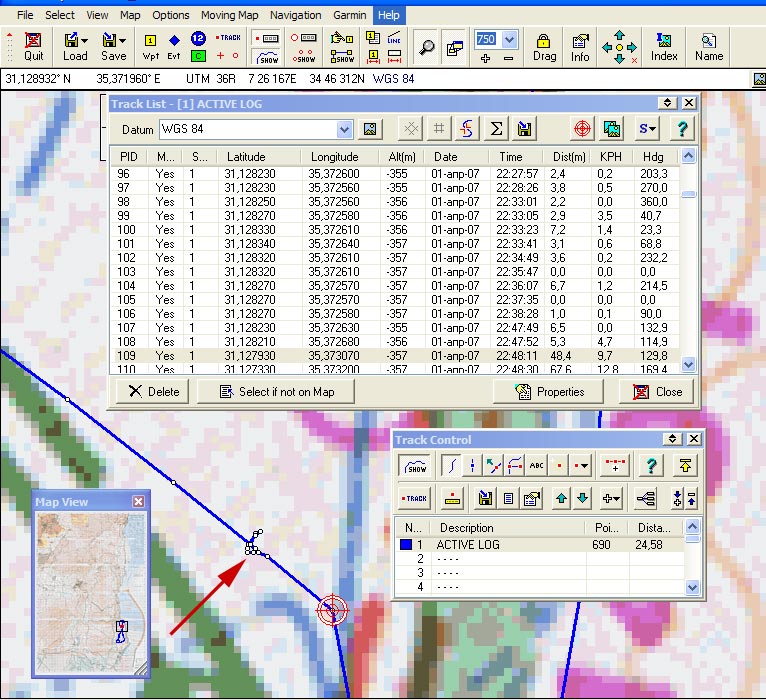 File Select View Map Options Moving Map Navigation Garmin Help
1 12 TRACK LINE 750
Wpt Evt SHOW SHOW SHOW
Quit Load Save Drag Info Index Name
31,128932° N 35,371960° E UTM 36R 7 26 167E 34 46 312N WGS 84
Track List - [1] ACTIVE LOG
Datum WGS 84 Σ S ?
PID M... S... Latitude Longitude Alt(m) Date Time Dist(m) KPH Hdg
96 Yes 1 31,128230 35,372600 -355 01-апр-07 22:27:57 2,4 0,2 203,3
97 Yes 1 31,128230 35,372560 -355 01-апр-07 22:28:26 3,8 0,5 270,0
98 Yes 1 31,128250 35,372560 -356 01-апр-07 22:33:01 2,2 0,0 360,0
99 Yes 1 31,128270 35,372580 -356 01-апр-07 22:33:05 2,9 3,5 40,7
100 Yes 1 31,128330 35,372610 -356 01-апр-07 22:33:23 7,2 1,4 23,3
101 Yes 1 31,128340 35,372640 -357 01-апр-07 22:33:41 3,1 0,6 68,8
102 Yes 1 31,128320 35,372610 -356 01-апр-07 22:34:49 3,6 0,2 232,2
103 Yes 1 31,128320 35,372610 -357 01-апр-07 22:35:47 0,0 0,0 0,0
104 Yes 1 31,128270 35,372570 -357 01-апр-07 22:36:07 6,7 1,2 214,5
105 Yes 1 31,128270 35,372570 -357 01-апр-07 22:37:35 0,0 0,0 0,0
106 Yes 1 31,128270 35,372580 -357 01-апр-07 22:38:28 1,0 0,1 90,0
107 Yes 1 31,128230 35,372630 -355 01-апр-07 22:47:49 6,5 0,0 132,9
108 Yes 1 31,128210 35,372680 -356 01-апр-07 22:47:52 5,3 4,7 114,9
109 Yes 1 31,127930 35,373070 -357 01-апр-07 22:48:11 48,4 9,7 129,8
110 Yes 1 31,127330 35,373200 -357 01-апр-07 22:48:30 67,6 12,8 169,4
Delete Select if not on Map Properties Close
Track Control
SHOW ABC ?
TRACK
N... Description Poi... Dista...
1 ACTIVE LOG 690 24,58
2 - - - -
3 - - - -
4 - - - -
Map View